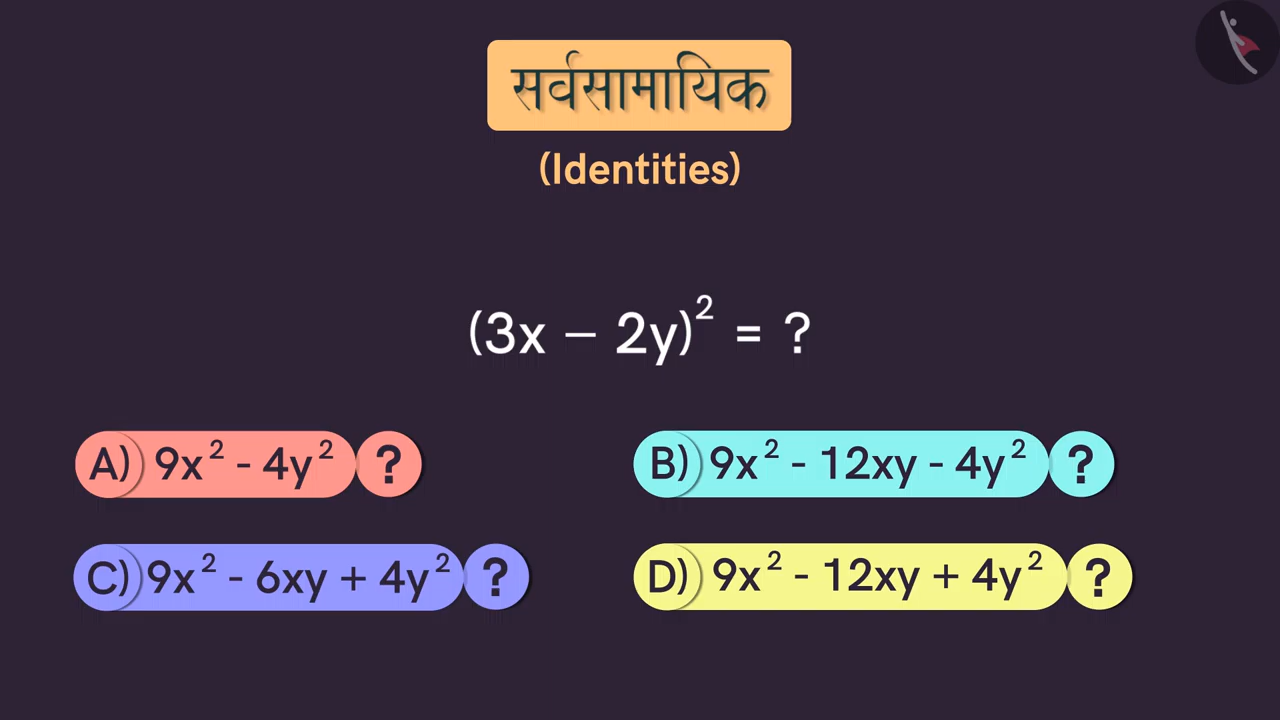 सर्वसामायिक
(Identities)
(3x – 2y)² = ?
A) 9x² - 4y² ?
B) 9x² - 12xy - 4y² ?
C) 9x² - 6xy + 4y² ?
D) 9x² - 12xy + 4y² ?